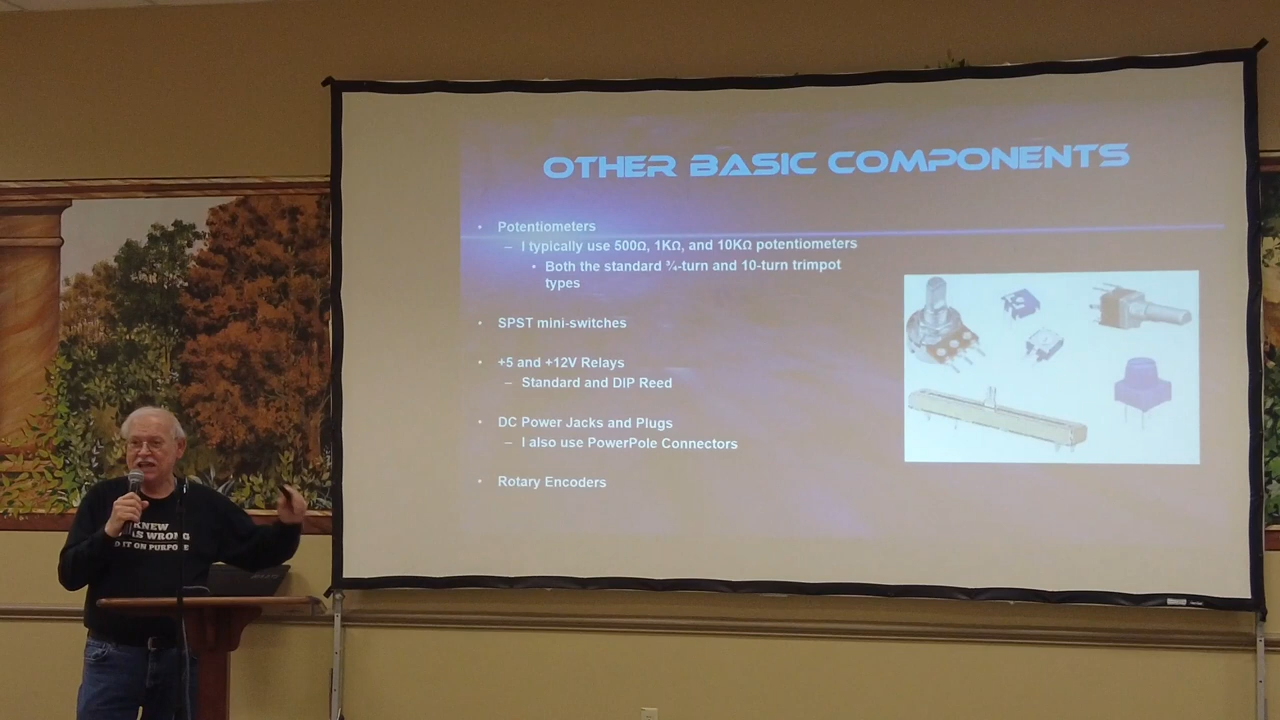 OTHER BASIC COMPONENTS
• Potentiometers
– I typically use 500Ω, 1KΩ, and 10KΩ potentiometers
• Both the standard ¾-turn and 10-turn trimpot
types
• SPST mini-switches
• +5 and +12V Relays
– Standard and DIP Reed
• DC Power Jacks and Plugs
– I also use PowerPole Connectors
• Rotary Encoders
KNEW
AS WRONG
D IT ON PURPOSE